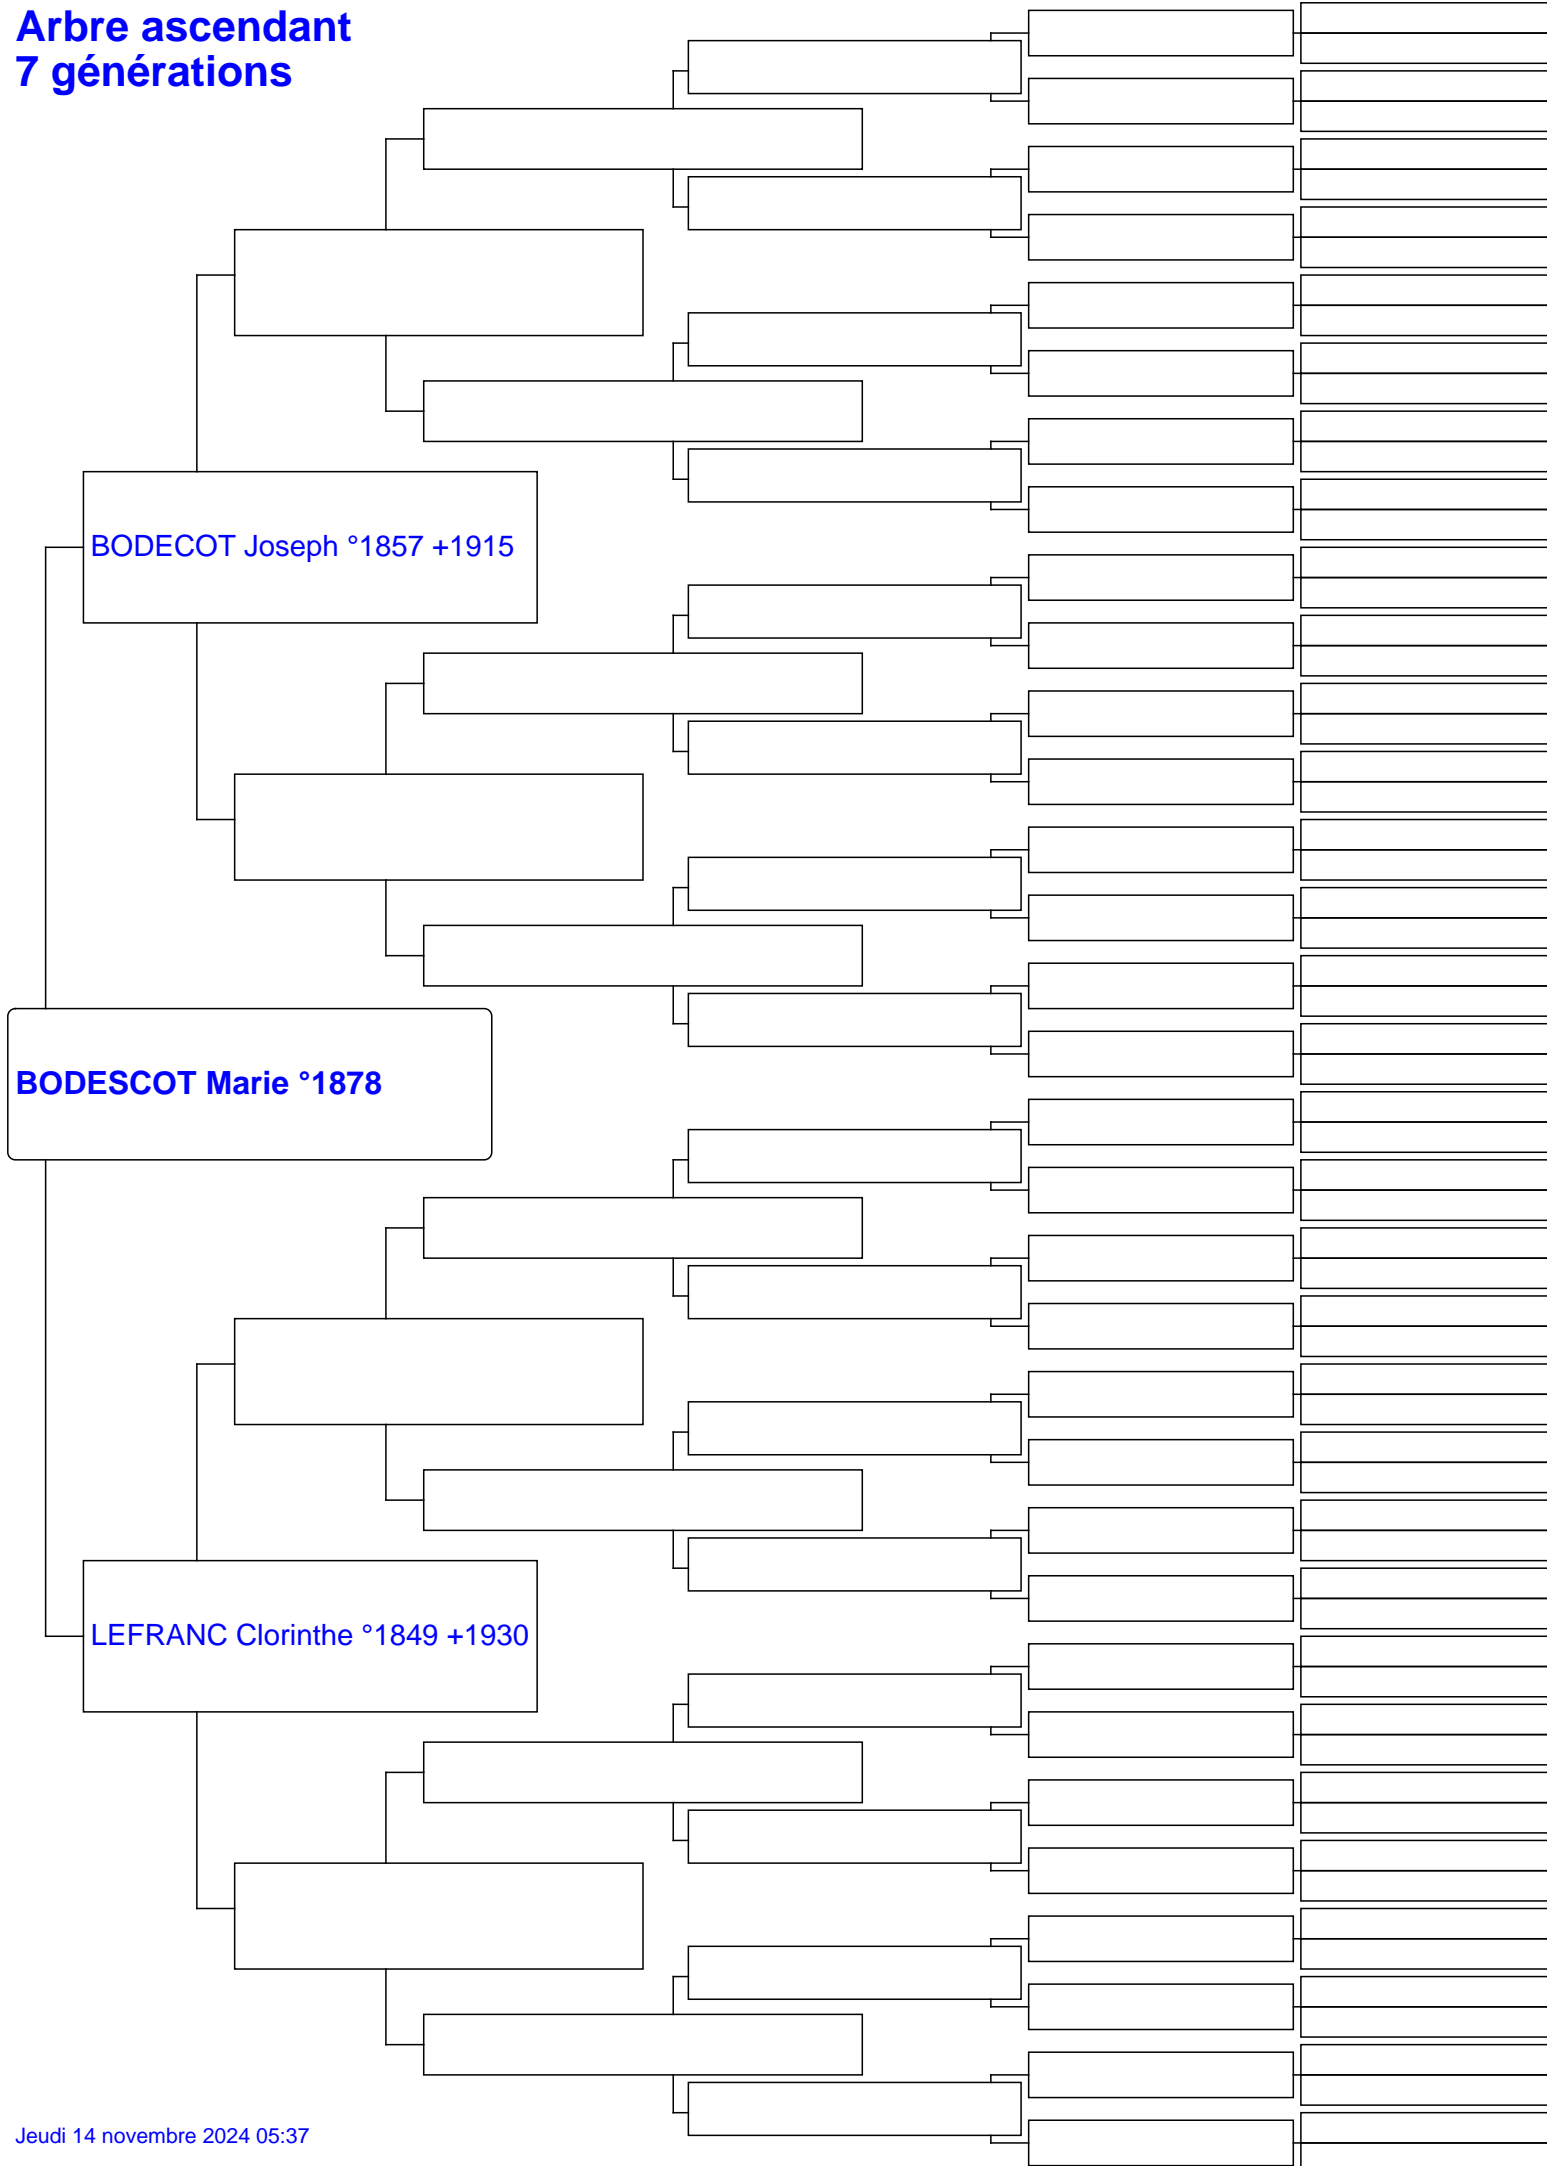 Arbre ascendant
7 générations
BODECOT Joseph °1857 +1915
BODESCOT Marie °1878
LEFRANC Clorinthe °1849 +1930
Jeudi 14 novembre 2024 05:37